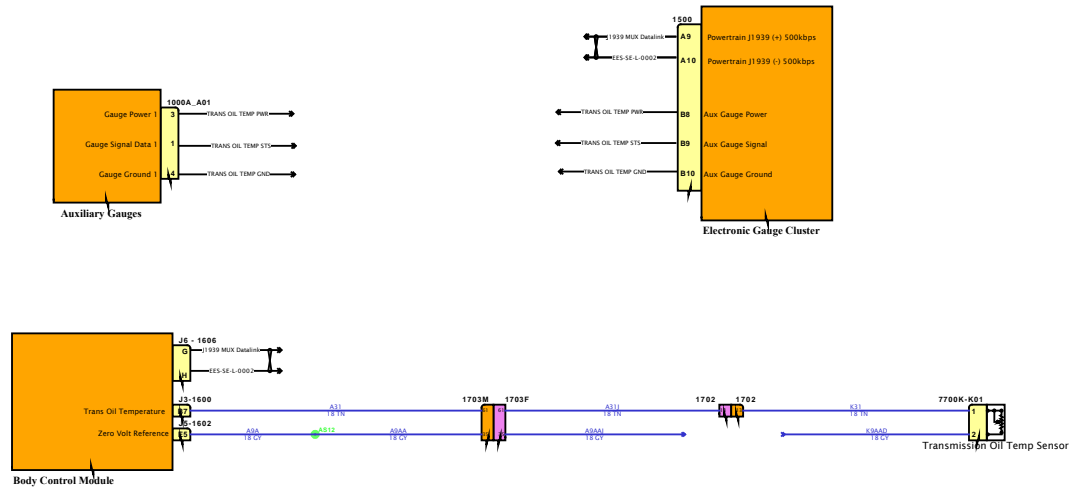 1500
J1939 MUX Datalink
A9
Powertrain J1939 (+) 500kbps
EES-SE-L-0002
A10
Powertrain J1939 (-) 500kbps
1000A_A01
Gauge Power 1
3
TRANS OIL TEMP PWR
TRANS OIL TEMP PWR
B8
Aux Gauge Power
Gauge Signal Data 1
1
TRANS OIL TEMP STS
TRANS OIL TEMP STS
B9
Aux Gauge Signal
Gauge Ground 1
4
TRANS OIL TEMP GND
TRANS OIL TEMP GND
B10
Aux Gauge Ground
Auxiliary Gauges
Electronic Gauge Cluster
J6 - 1606
G
J1939 MUX Datalink
H
EES-SE-L-0002
J3-1600
1703M
1703F
1702
1702
7700K-K01
Trans Oil Temperature
A31
18 TN
A31J
18 TN
K31
18 TN
1
J5-1602
Zero Volt Reference
E5
A9A
18 GY
AS12
A9AA
18 GY
A9AAJ
18 GY
K9AAD
18 GY
2
Transmission Oil Temp Sensor
Body Control Module